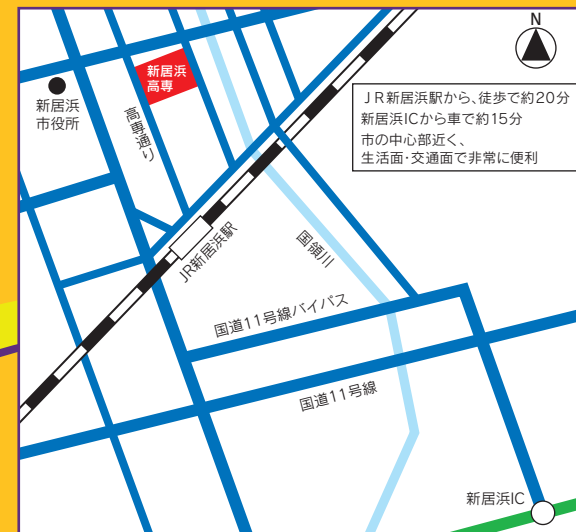 N
新居浜
高専
新居浜
市役所
高専通り
JR新居浜駅から、徒歩で約20分
新居浜ICから車で約15分
市の中心部近く、
生活面・交通面で非常に便利
JR新居浜駅
国領川
国道11号線バイパス
国道11号線
新居浜IC